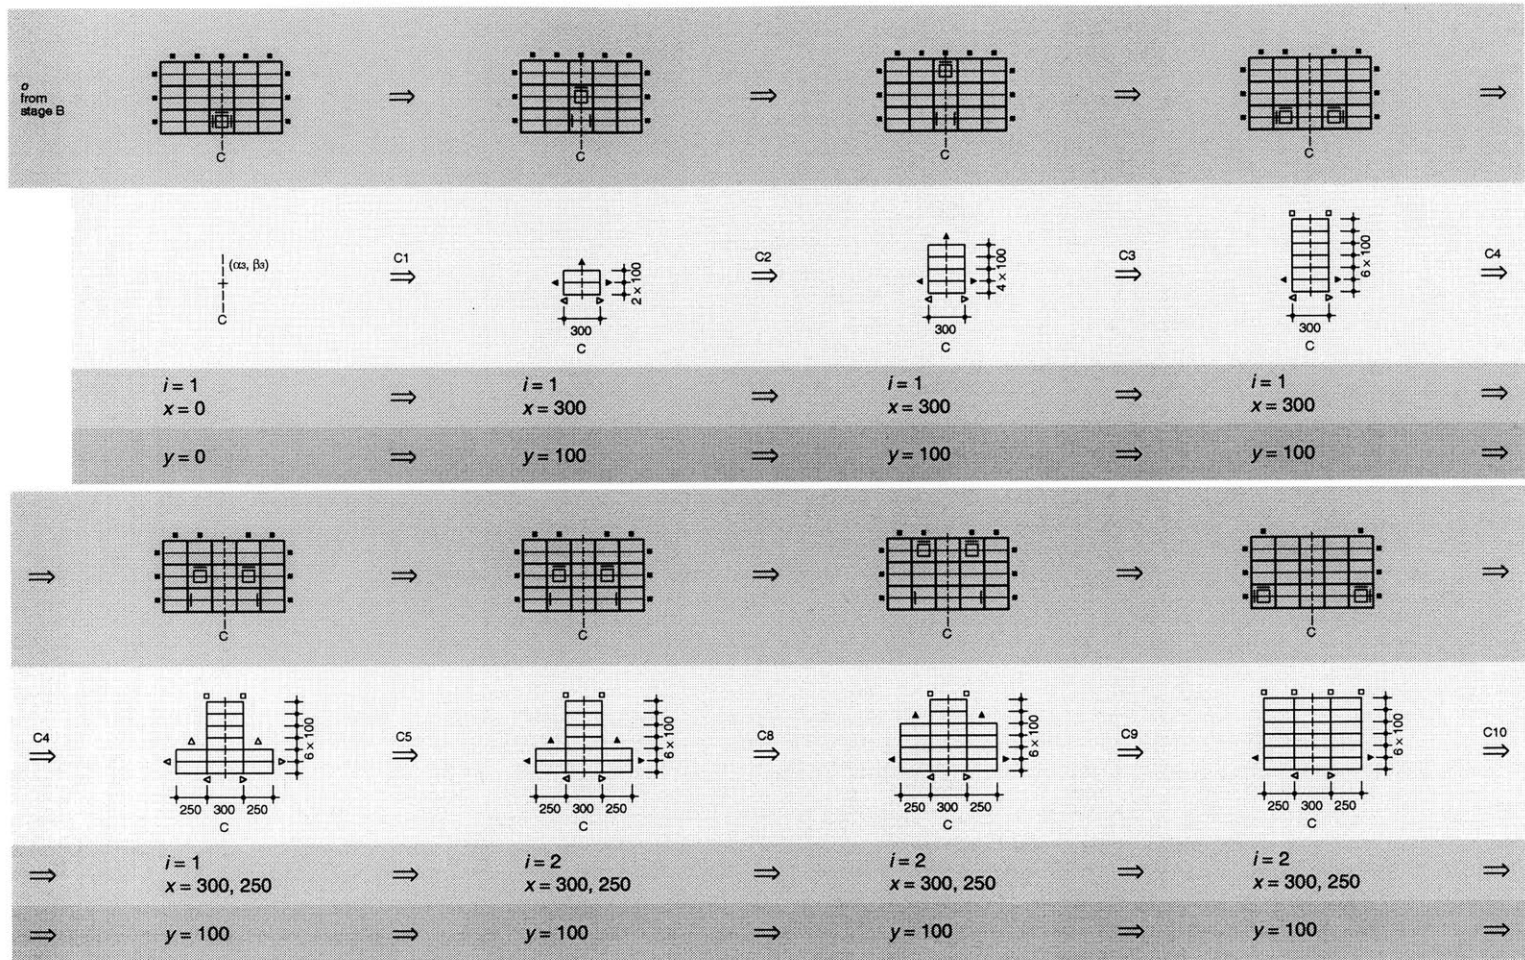 σ
from
stage B
⇒ ⇒ ⇒ ⇒
C C C C
(α₃, β₃) C1 ⇒ C2 ⇒ C3 ⇒ C4 ⇒
2 × 100 4 × 100 6 × 100
300 300 300
C C C C
i = 1 ⇒ i = 1 ⇒ i = 1 ⇒ i = 1 ⇒
x = 0 x = 300 x = 300 x = 300
y = 0 ⇒ y = 100 ⇒ y = 100 ⇒ y = 100 ⇒
⇒ ⇒ ⇒ ⇒ ⇒
C C C C
C4 ⇒ C5 ⇒ C8 ⇒ C9 ⇒ C10 ⇒
6 × 100 6 × 100 6 × 100 6 × 100
250 300 250 250 300 250 250 300 250 250 300 250
C C C C
⇒ i = 1 ⇒ i = 2 ⇒ i = 2 ⇒ i = 2 ⇒
x = 300, 250 x = 300, 250 x = 300, 250 x = 300, 250
⇒ y = 100 ⇒ y = 100 ⇒ y = 100 ⇒ y = 100 ⇒